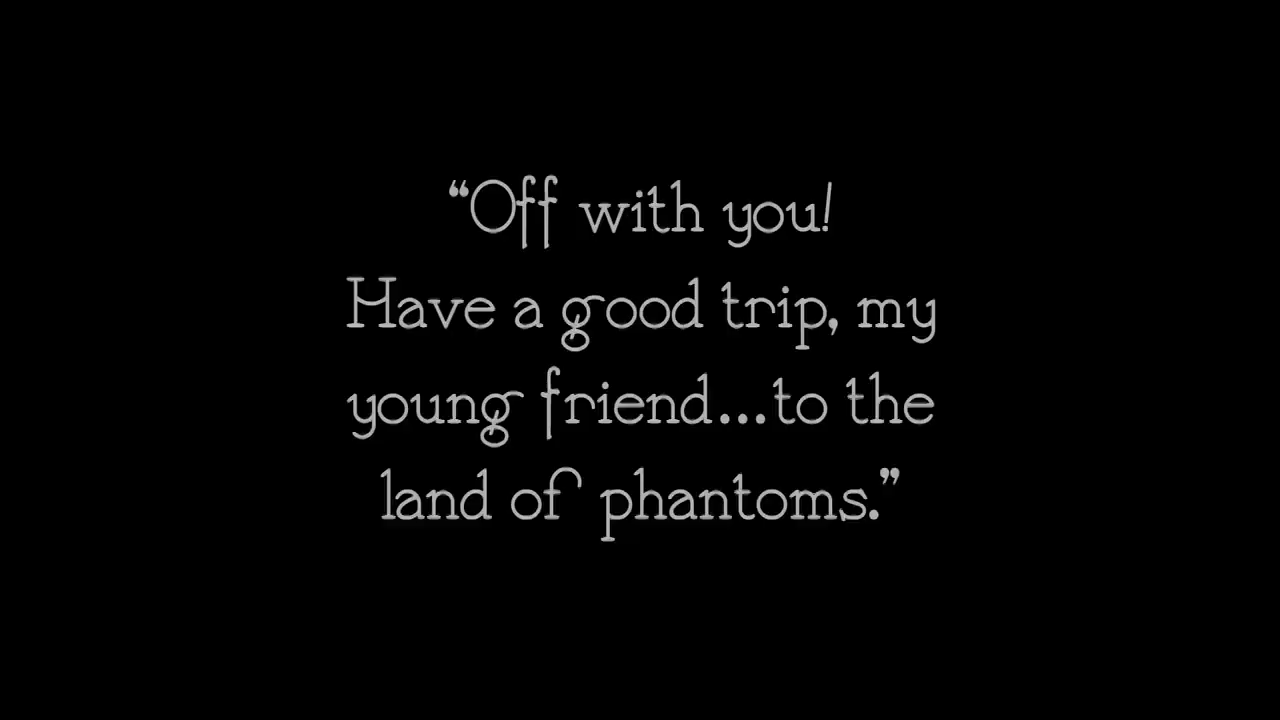 “Off with you!
Have a good trip, my
young friend...to the
land of phantoms.”